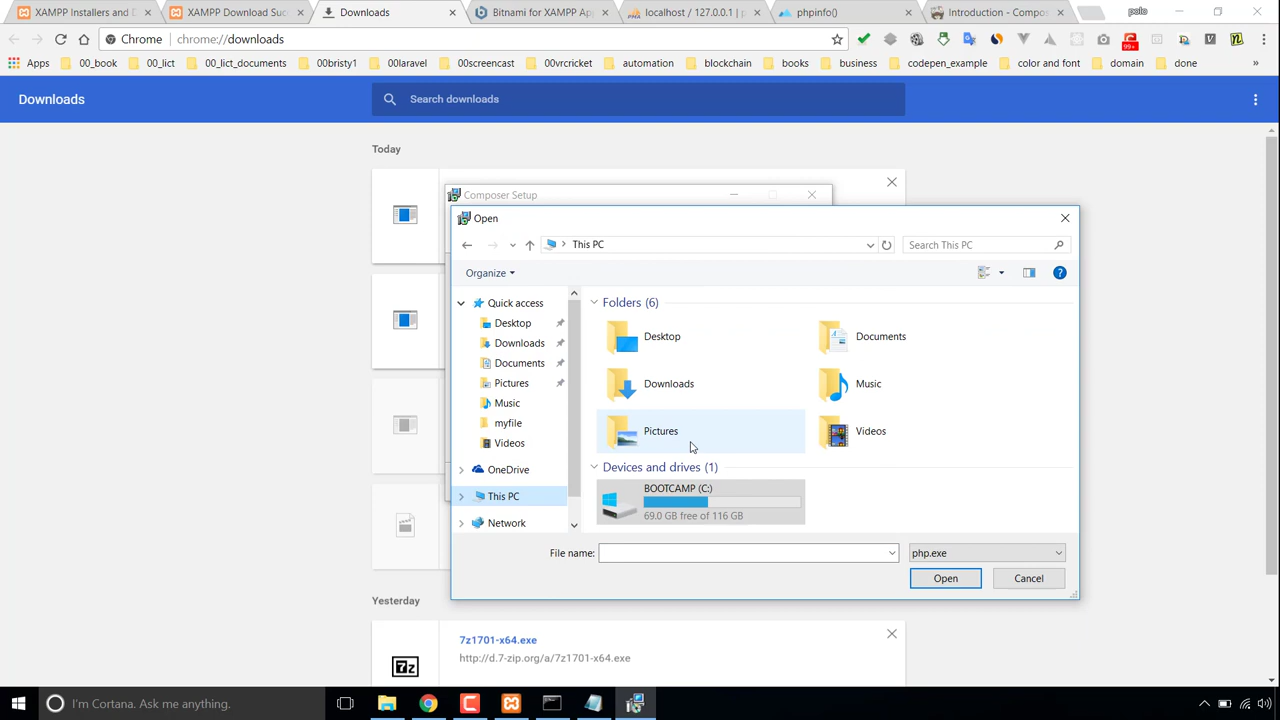 XAMPP Installers and D
XAMPP Download Suc
Downloads
Bitnami for XAMPP Ap
localhost / 127.0.0.1 | p
phpinfo()
Introduction - Compos
polo
Chrome
chrome://downloads
99+
Apps
00_book
00_lict
00_lict_documents
00bristy1
00laravel
00screencast
00vrcricket
automation
blockchain
books
business
codepen_example
color and font
domain
done
»
Downloads
Search downloads
Today
Composer Setup
Open
This PC
Search This PC
Organize
Quick access
Desktop
Downloads
Documents
Pictures
Music
myfile
Videos
OneDrive
This PC
Network
Folders (6)
Desktop
Documents
Downloads
Music
Pictures
Videos
Devices and drives (1)
BOOTCAMP (C:)
69.0 GB free of 116 GB
File name:
php.exe
Open
Cancel
Yesterday
7z1701-x64.exe
http://d.7-zip.org/a/7z1701-x64.exe
I'm Cortana. Ask me anything.